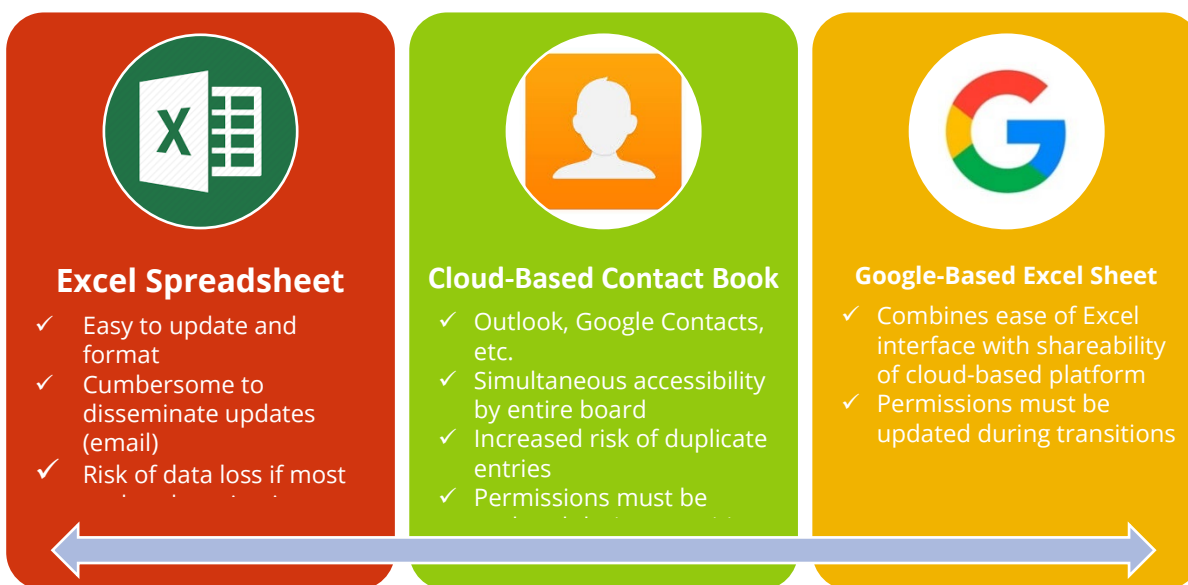 X
Excel Spreadsheet
✓ Easy to update and
format
✓ Cumbersome to
disseminate updates
(email)
✓ Risk of data loss if most
Cloud-Based Contact Book
✓ Outlook, Google Contacts,
etc.
✓ Simultaneous accessibility
by entire board
✓ Increased risk of duplicate
entries
✓ Permissions must be
G
Google-Based Excel Sheet
✓ Combines ease of Excel
interface with shareability
of cloud-based platform
✓ Permissions must be
updated during transitions